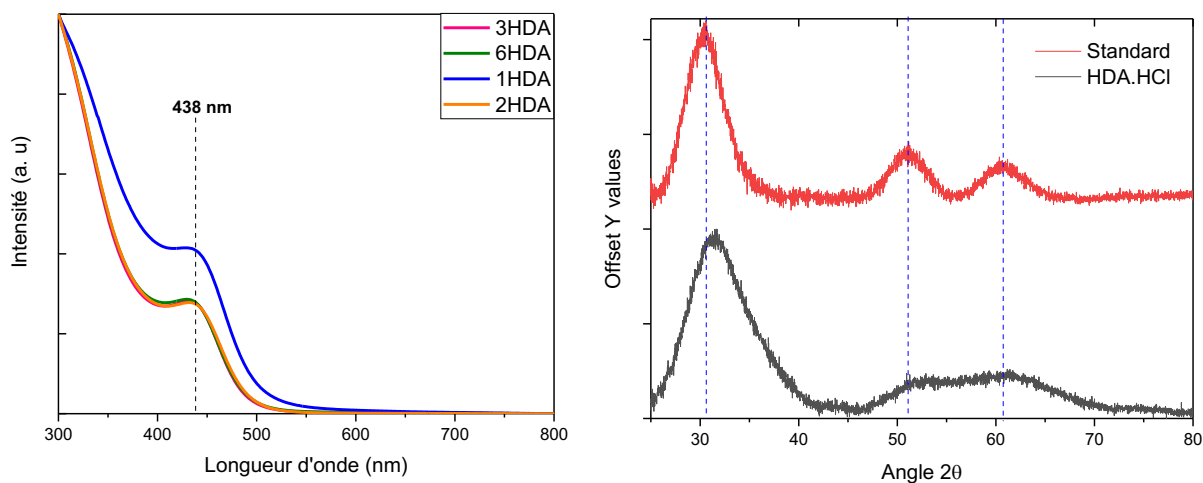 3HDA
6HDA
1HDA
2HDA
438 nm
Intensité (a. u)
300 400 500 600 700 800
Longueur d'onde (nm)
Standard
HDA.HCl
Offset Y values
30 40 50 60 70 80
Angle 2θ